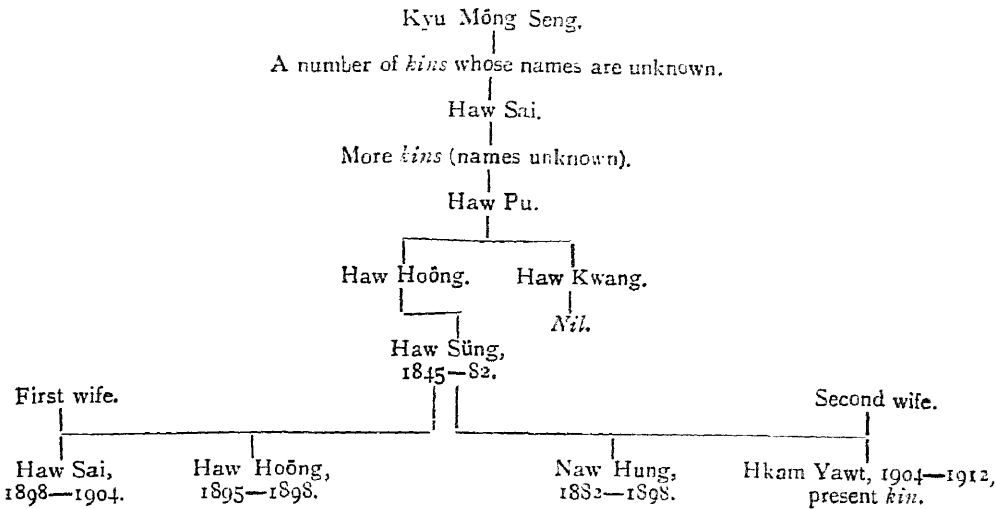 Kyu Mōng Seng.
A number of kins whose names are unknown.
Haw Sai.
More kins (names unknown).
Haw Pu.
Haw Hoōng.
Haw Kwang.
Nil.
Haw Süng,
1845—82.
First wife.
Second wife.
Haw Sai,
1898—1904.
Haw Hoōng,
1895—1898.
Naw Hung,
1882—1898.
Hkam Yawt, 1904—1912,
present kin.